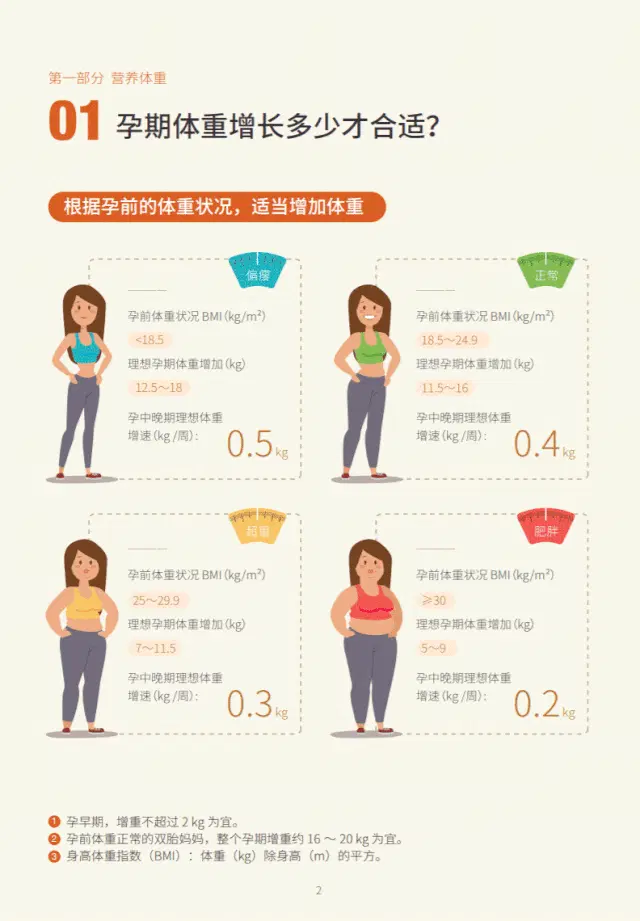 第一部分 营养体重
01 孕期体重增长多少才合适？
根据孕前的体重状况，适当增加体重
偏瘦
孕前体重状况 BMI（kg/m²）
<18.5
理想孕期体重增加（kg）
12.5～18
孕中晚期理想体重
增速（kg /周）：
0.5 kg
正常
孕前体重状况 BMI（kg/m²）
18.5～24.9
理想孕期体重增加（kg）
11.5～16
孕中晚期理想体重
增速（kg /周）：
0.4 kg
超重
孕前体重状况 BMI（kg/m²）
25～29.9
理想孕期体重增加（kg）
7～11.5
孕中晚期理想体重
增速（kg /周）：
0.3 kg
肥胖
孕前体重状况 BMI（kg/m²）
≥30
理想孕期体重增加（kg）
5～9
孕中晚期理想体重
增速（kg /周）：
0.2 kg
1 孕早期，增重不超过 2 kg 为宜。
2 孕前体重正常的双胎妈妈，整个孕期增重约 16 ～ 20 kg 为宜。
3 身高体重指数（BMI）：体重（kg）除身高（m）的平方。
2